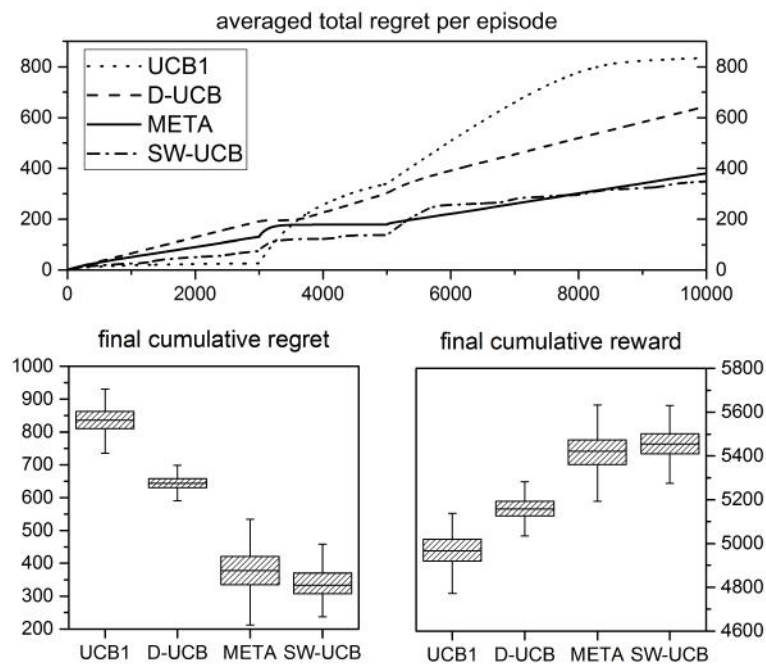 averaged total regret per episode
800
600
400
200
0
UCB1
D-UCB
META
SW-UCB
800
600
400
200
0
0 2000 4000 6000 8000 10000
final cumulative regret
1000
900
800
700
600
500
400
300
200
UCB1 D-UCB META SW-UCB
final cumulative reward
5800
5600
5400
5200
5000
4800
4600
UCB1 D-UCB META SW-UCB